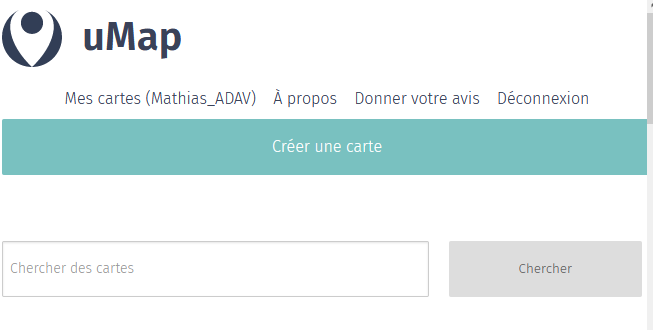 uMap
Mes cartes (Mathias_ADAV) À propos Donner votre avis Déconnexion
Créer une carte
Chercher des cartes Chercher